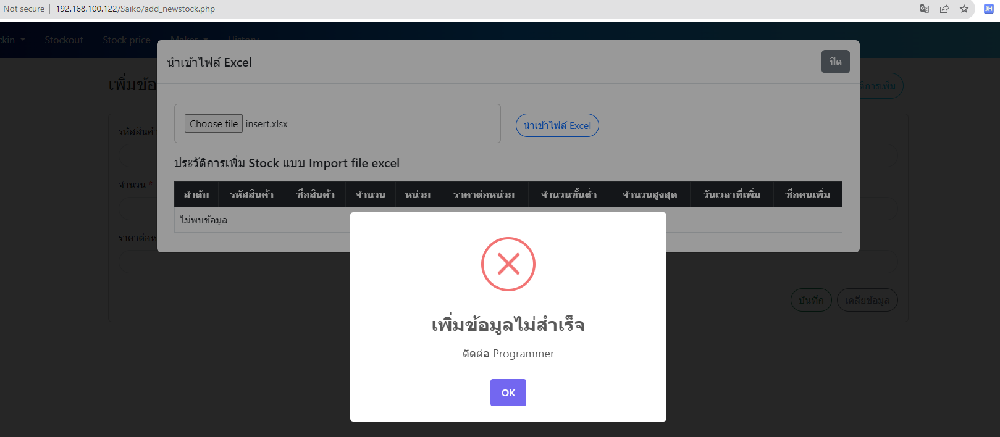 Not secure 192.168.100.122/Saiko/add_newstock.php JH
ckin Stockout Stock price Maker History
นำเข้าไฟล์ Excel ปิด
เพิ่มข้อ ติการเพิ่ม
Choose file insert.xlsx นำเข้าไฟล์ Excel
รหัสสินค้า
ประวัติการเพิ่ม Stock แบบ Import file excel
จำนวน *
ลำดับ รหัสสินค้า ชื่อสินค้า จำนวน หน่วย ราคาต่อหน่วย จำนวนขั้นต่ำ จำนวนสูงสุด วันเวลาที่เพิ่ม ชื่อคนเพิ่ม
ไม่พบข้อมูล
ราคาต่อห
เพิ่มข้อมูลไม่สำเร็จ
ติดต่อ Programmer
OK
บันทึก เคลียข้อมูล